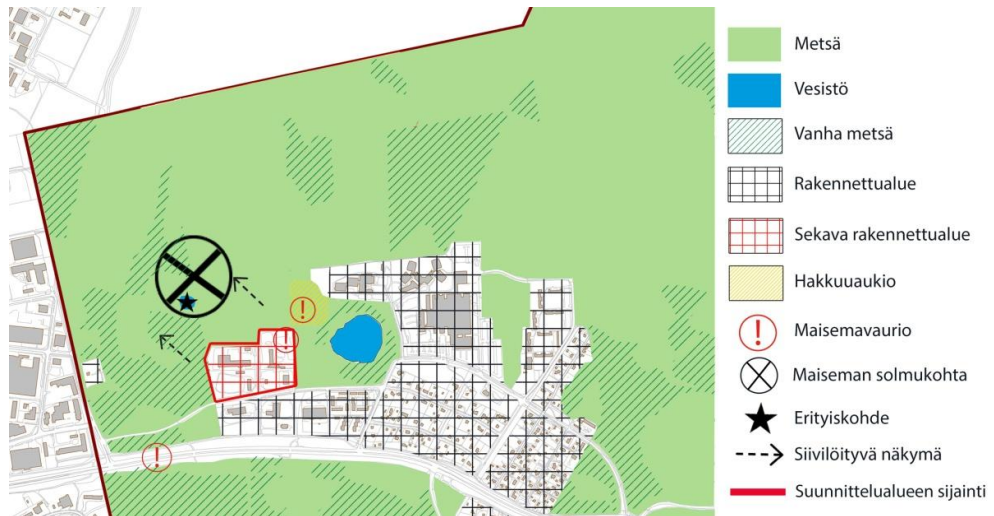 Metsä
Vesistö
Vanha metsä
Rakennettualue
Sekava rakennettualue
Hakkuuaukio
Maisemavaurio
Maiseman solmukohta
Erityiskohde
Siivilöityvä näkymä
Suunnittelualueen sijainti